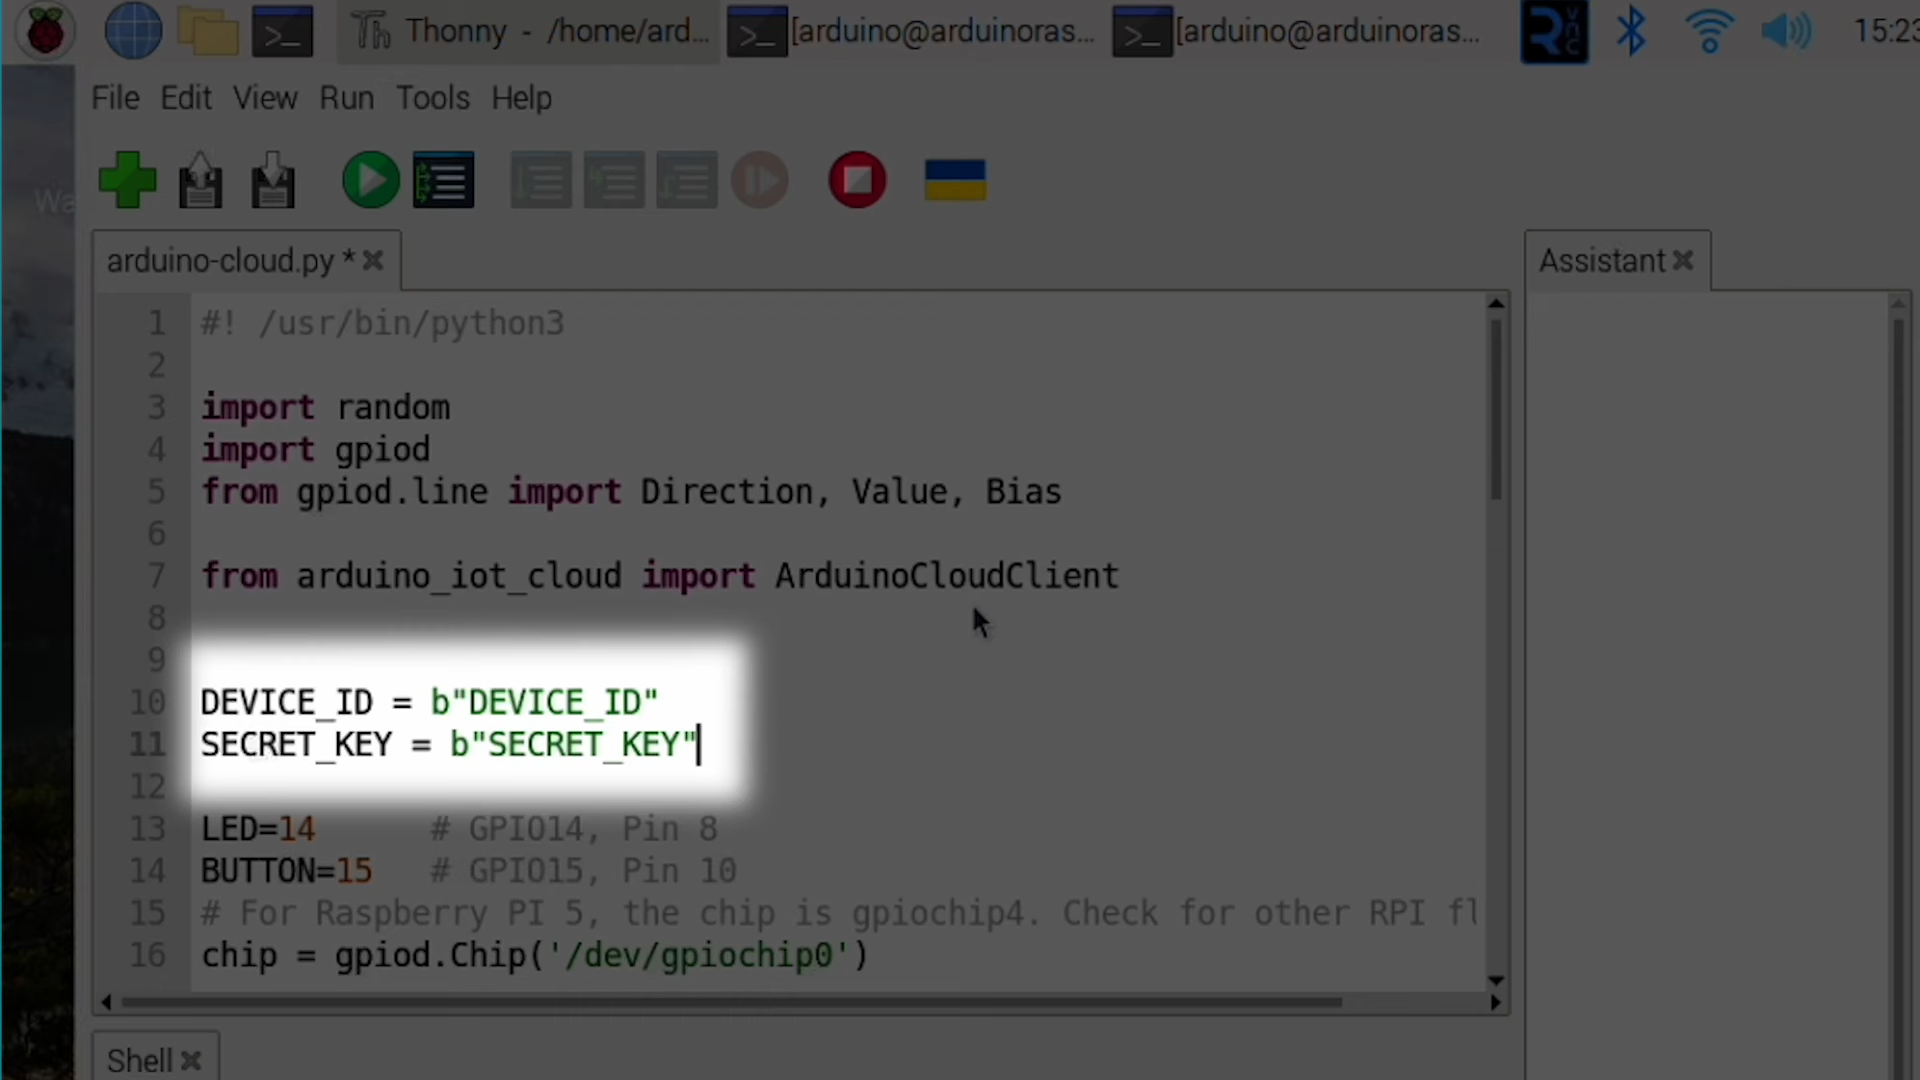 Thonny - /home/ard...
[arduino@arduinoras...
[arduino@arduinoras...
15:23
File Edit View Run Tools Help
Wa
arduino-cloud.py *
Assistant
1 #! /usr/bin/python3
2
3 import random
4 import gpiod
5 from gpiod.line import Direction, Value, Bias
6
7 from arduino_iot_cloud import ArduinoCloudClient
8
9
10 DEVICE_ID = b"DEVICE_ID"
11 SECRET_KEY = b"SECRET_KEY"
12
13 LED=14 # GPIO14, Pin 8
14 BUTTON=15 # GPIO15, Pin 10
15 # For Raspberry PI 5, the chip is gpiochip4. Check for other RPI fl
16 chip = gpiod.Chip('/dev/gpiochip0')
Shell